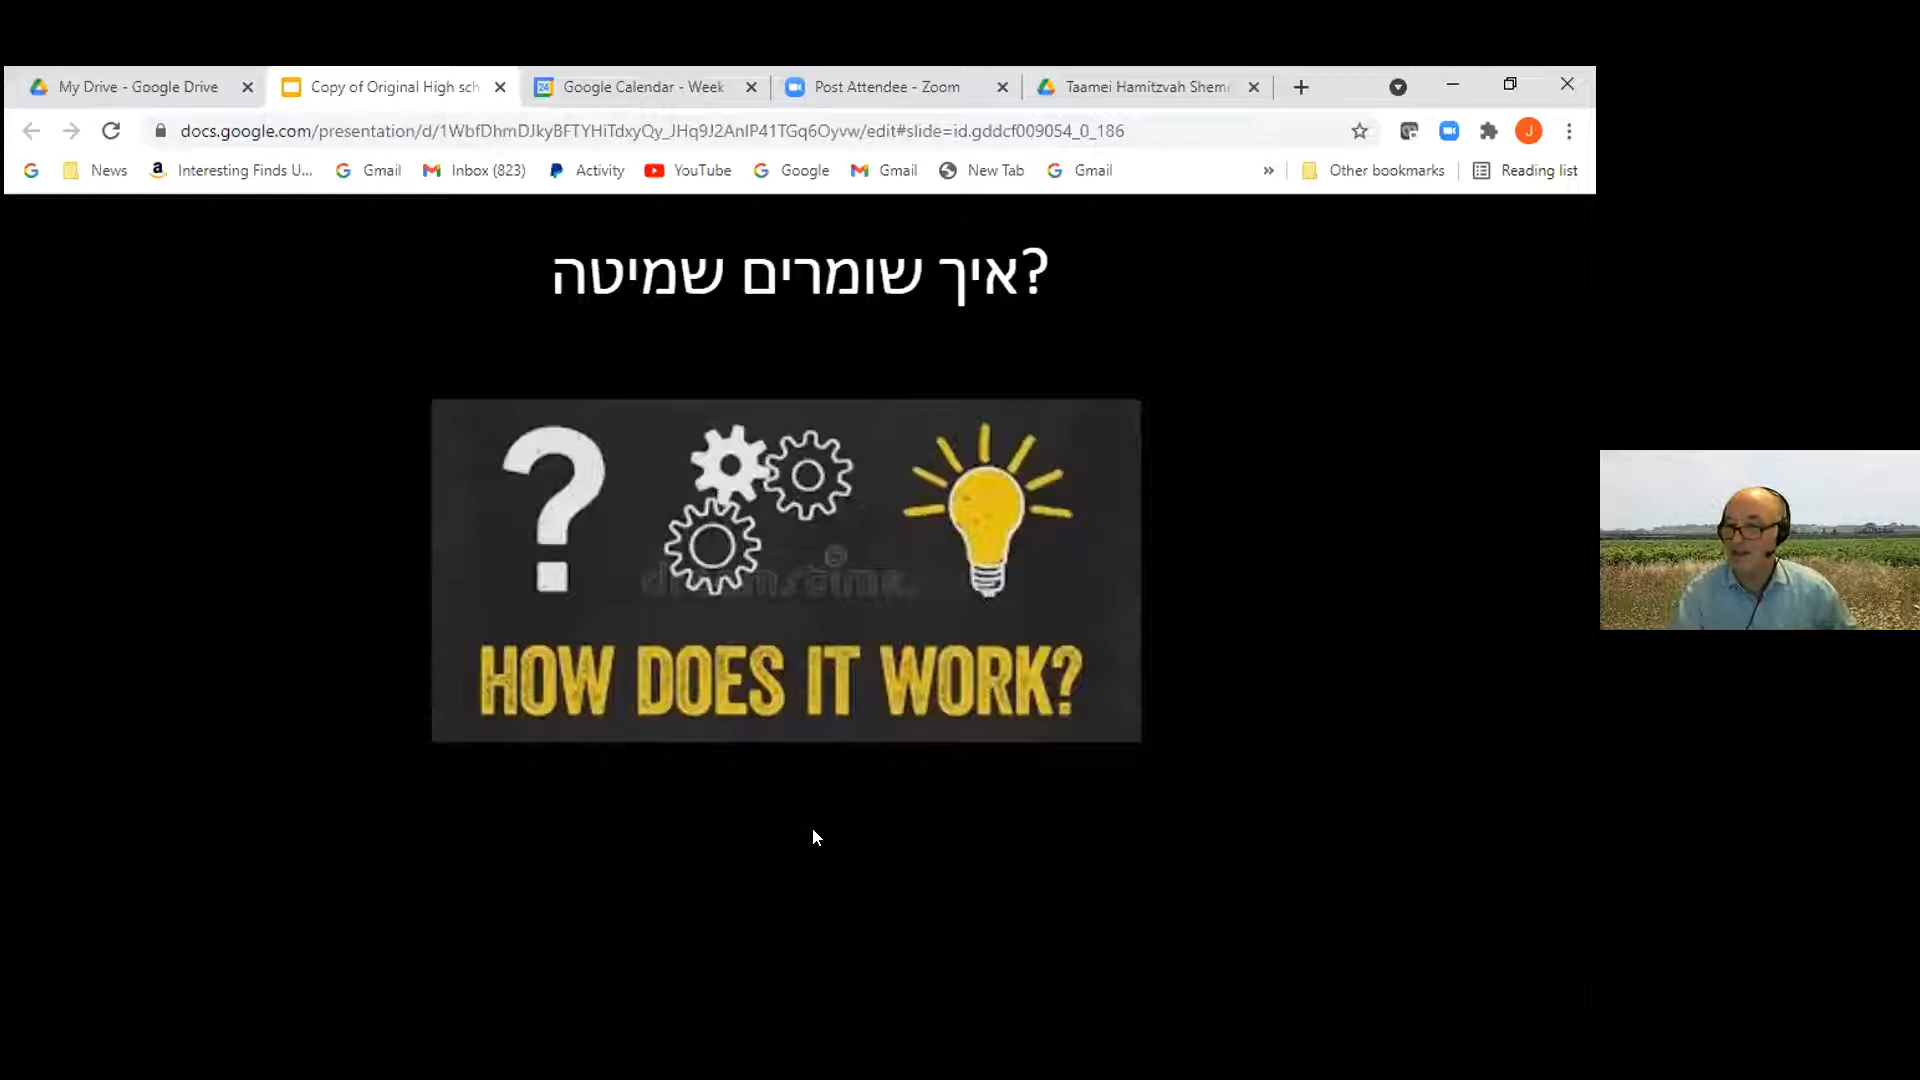 My Drive - Google Drive
Copy of Original High sch
Google Calendar - Week
Post Attendee - Zoom
Taamei Hamitzvah Shemi
docs.google.com/presentation/d/1WbfDhmDJkyBFTYHiTdxyQy_JHq9J2AnIP41TGq6Oyvw/edit#slide=id.gddcf009054_0_186
J
News
Interesting Finds U...
Gmail
Inbox (823)
Activity
YouTube
Google
Gmail
New Tab
Gmail
»
Other bookmarks
Reading list
איך שומרים שמיטה?
?
dreamstime
HOW DOES IT WORK?